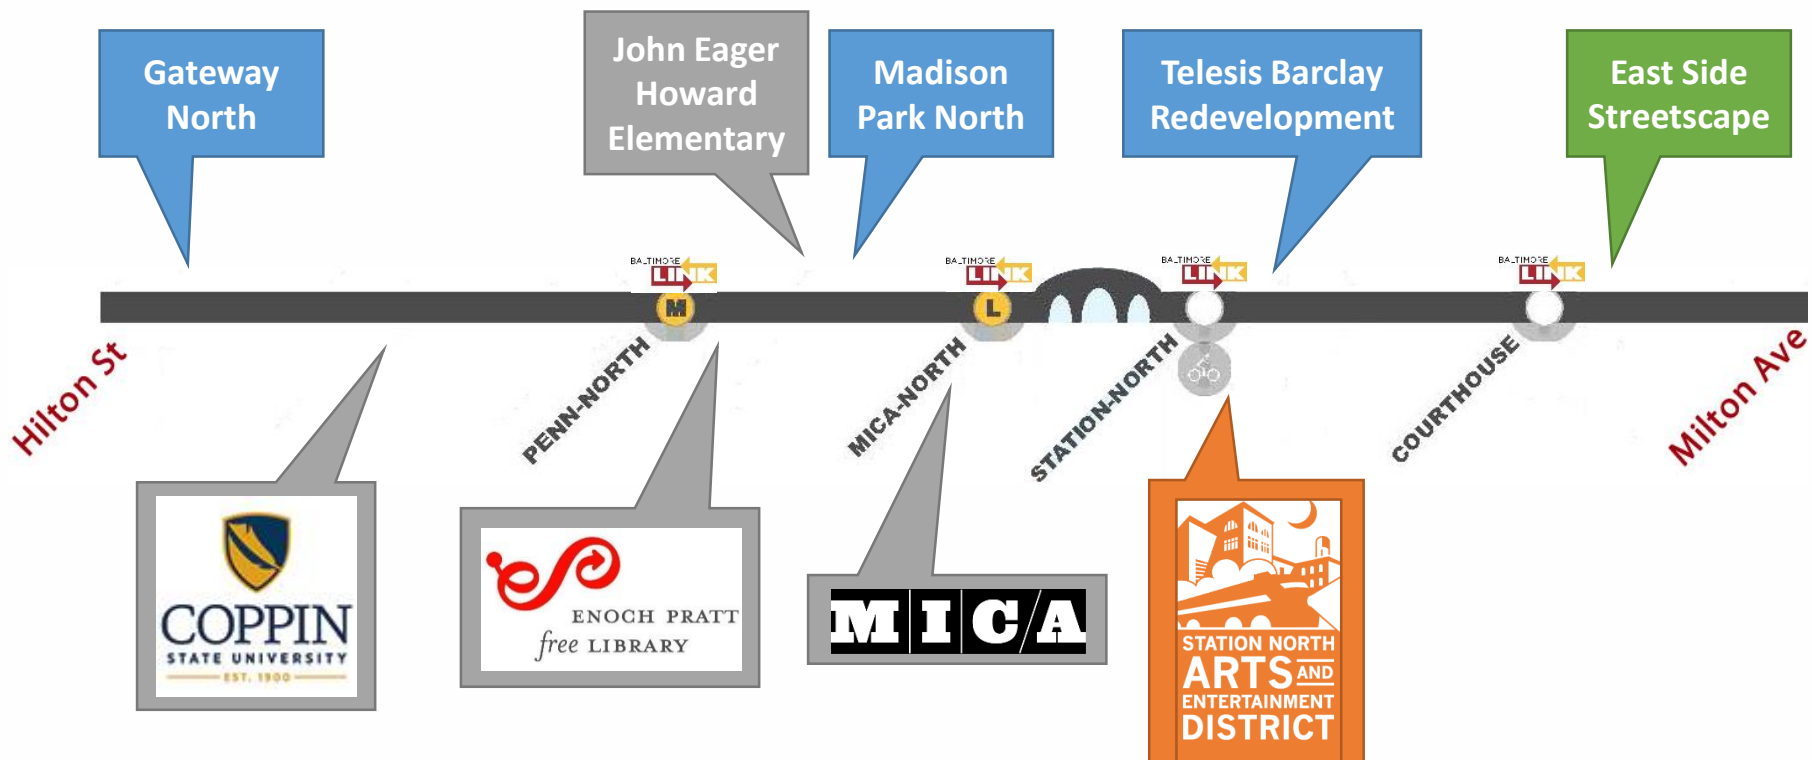 Gateway
North
John Eager
Howard
Elementary
Madison
Park North
Telesis Barclay
Redevelopment
East Side
Streetscape
BALTIMORE
LINK
BALTIMORE
LINK
BALTIMORE
LINK
BALTIMORE
LINK
M
L
Hilton St
PENN-NORTH
MICA-NORTH
STATION-NORTH
COURTHOUSE
Milton Ave
COPPIN
STATE UNIVERSITY
EST. 1900
ENOCH PRATT
free LIBRARY
MICA
STATION NORTH
ARTS AND
ENTERTAINMENT
DISTRICT